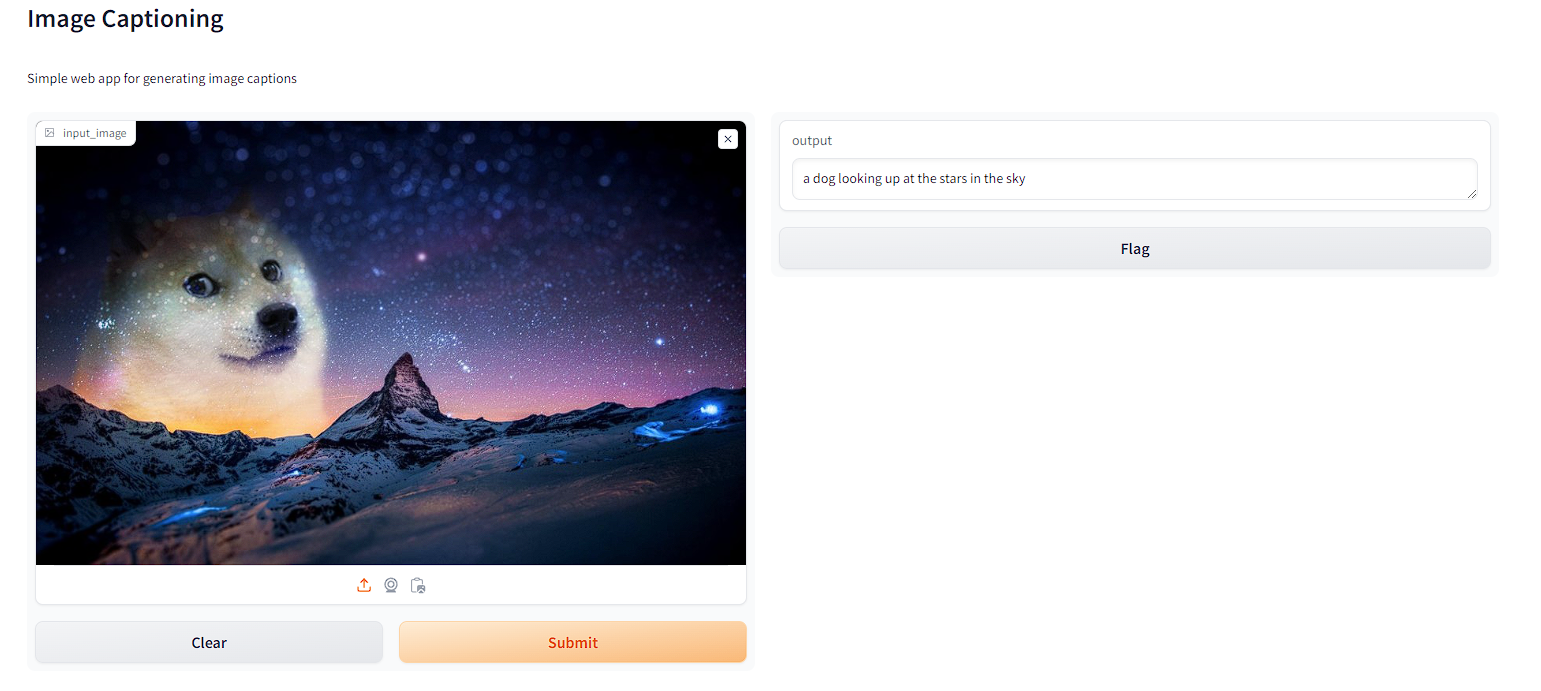 Image Captioning
Simple web app for generating image captions
input_image
output
a dog looking up at the stars in the sky
Flag
Clear
Submit